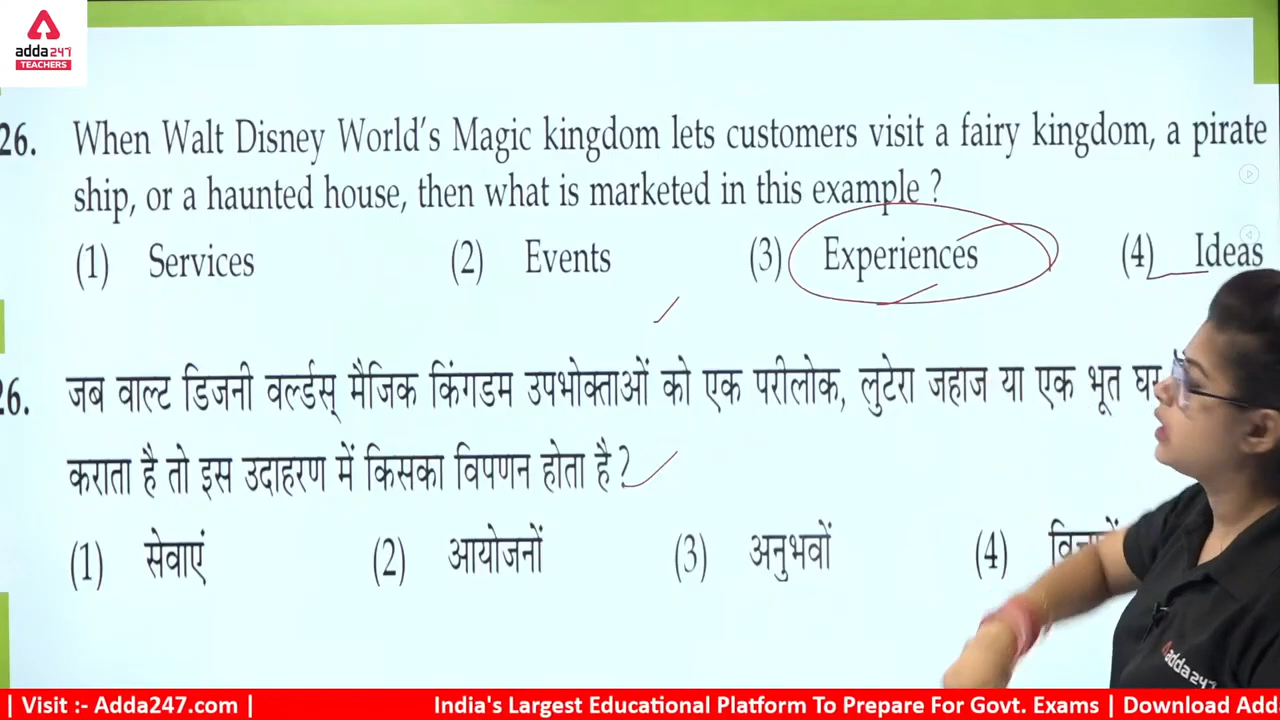 adda247
TEACHERS
26. When Walt Disney World's Magic kingdom lets customers visit a fairy kingdom, a pirate
ship, or a haunted house, then what is marketed in this example ?
(1) Services (2) Events (3) Experiences (4) Ideas
26. जब वाल्ट डिजनी वर्ल्डस् मैजिक किंगडम उपभोक्ताओं को एक परीलोक, लुटेरा जहाज या एक भूत घर
कराता है तो इस उदाहरण में किसका विपणन होता है ?
(1) सेवाएं (2) आयोजनों (3) अनुभवों (4)
adda247
| Visit :- Adda247.com | India's Largest Educational Platform To Prepare For Govt. Exams | Download Add